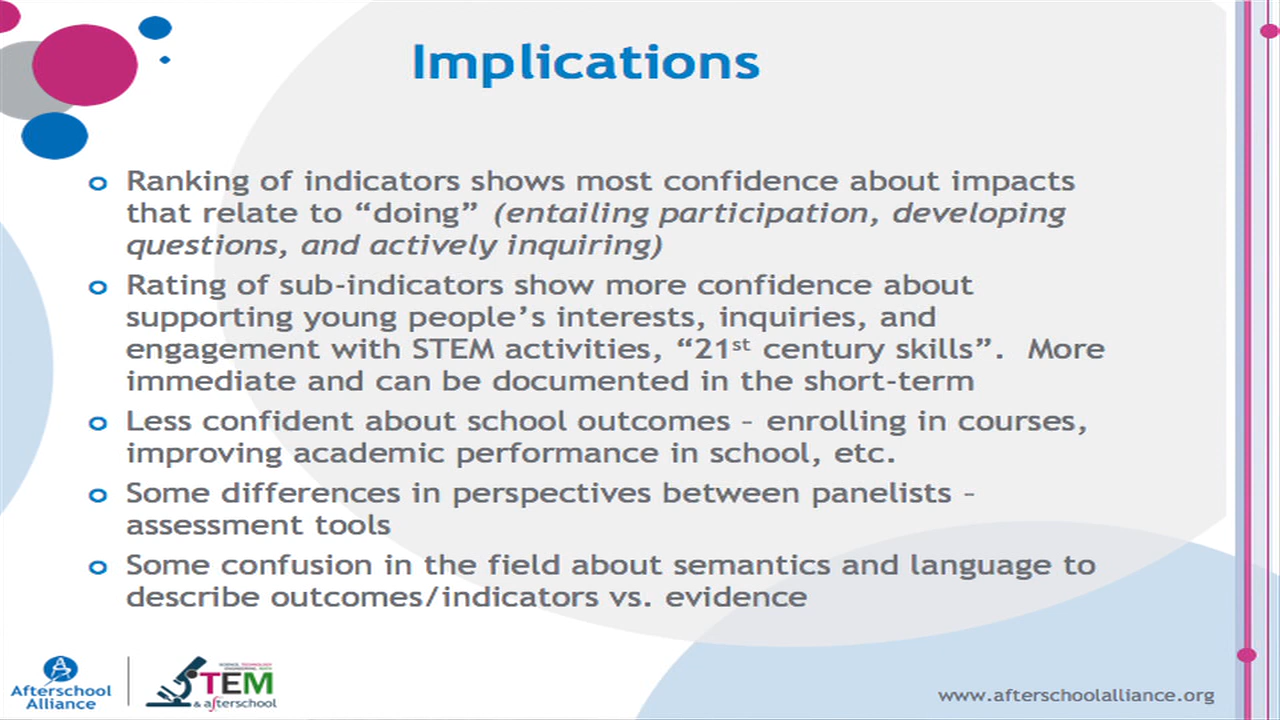 Implications
o Ranking of indicators shows most confidence about impacts
that relate to “doing” (entailing participation, developing
questions, and actively inquiring)
o Rating of sub-indicators show more confidence about
supporting young people’s interests, inquiries, and
engagement with STEM activities, “21st century skills”. More
immediate and can be documented in the short-term
o Less confident about school outcomes – enrolling in courses,
improving academic performance in school, etc.
o Some differences in perspectives between panelists –
assessment tools
o Some confusion in the field about semantics and language to
describe outcomes/indicators vs. evidence
Afterschool
Alliance
SCIENCE, TECHNOLOGY
ENGINEERING, MATH
STEM
& afterschool
www.afterschoolalliance.org